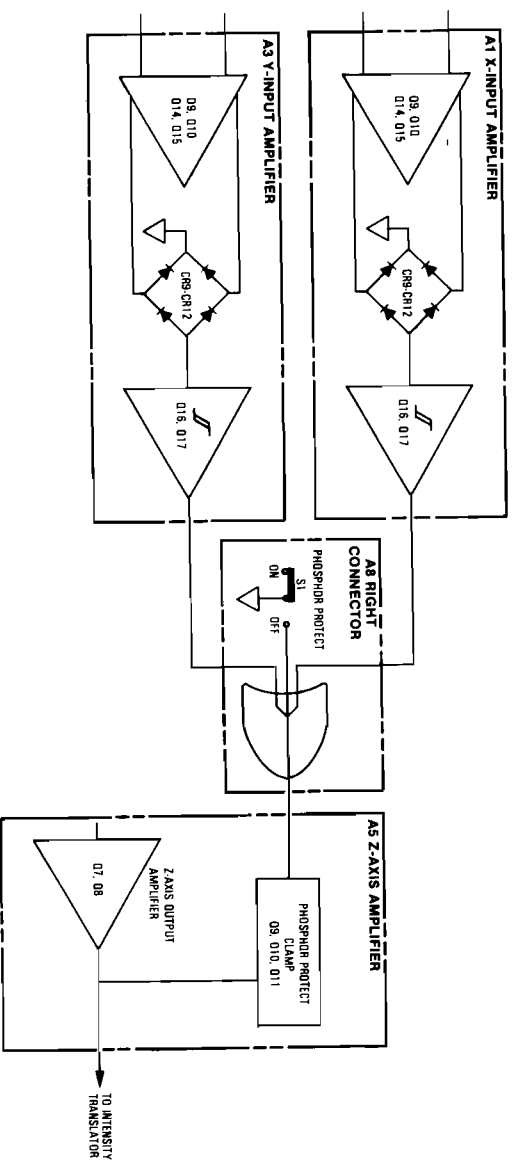 A3 Y-INPUT AMPLIFIER
Q9, Q10
Q14, Q15
CR9-CR12
Q16, Q17
A1 X-INPUT AMPLIFIER
Q9, Q10
Q14, Q15
CR9-CR12
Q16, Q17
A8 RIGHT
CONNECTOR
PHOSPHOR PROTECT
S1
ON
OFF
A5 Z-AXIS AMPLIFIER
PHOSPHOR PROTECT
CLAMP
Q9, Q10, Q11
Z-AXIS OUTPUT
AMPLIFIER
Q7, Q8
TO INTENSITY
TRANSLATOR